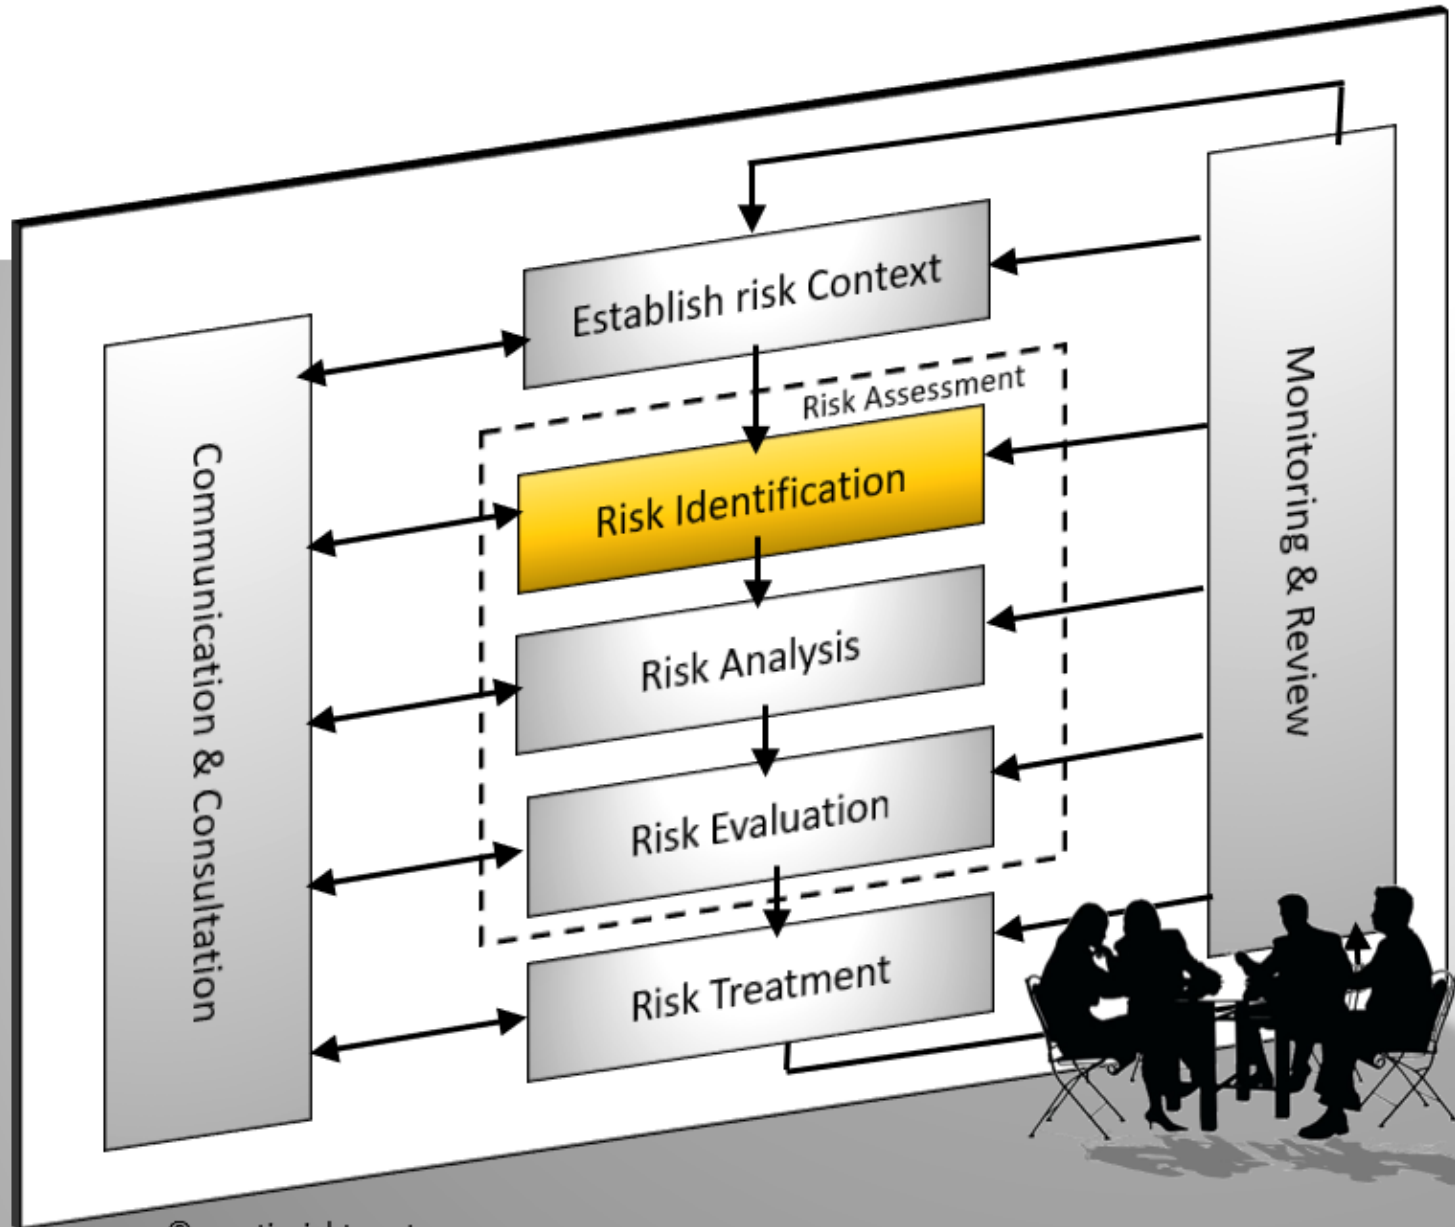 Establish risk Context
Risk Assessment
Risk Identification
Risk Analysis
Risk Evaluation
Risk Treatment
Communication & Consultation
Monitoring & Review